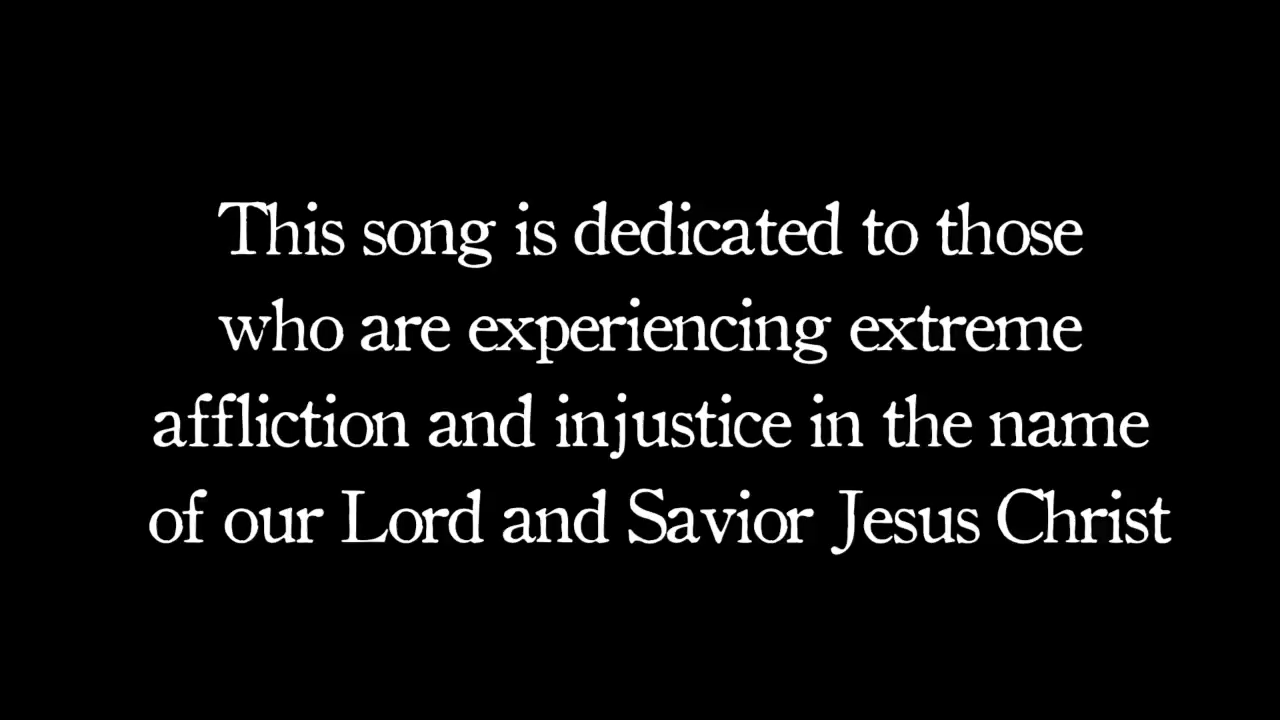 This song is dedicated to those
who are experiencing extreme
affliction and injustice in the name
of our Lord and Savior Jesus Christ